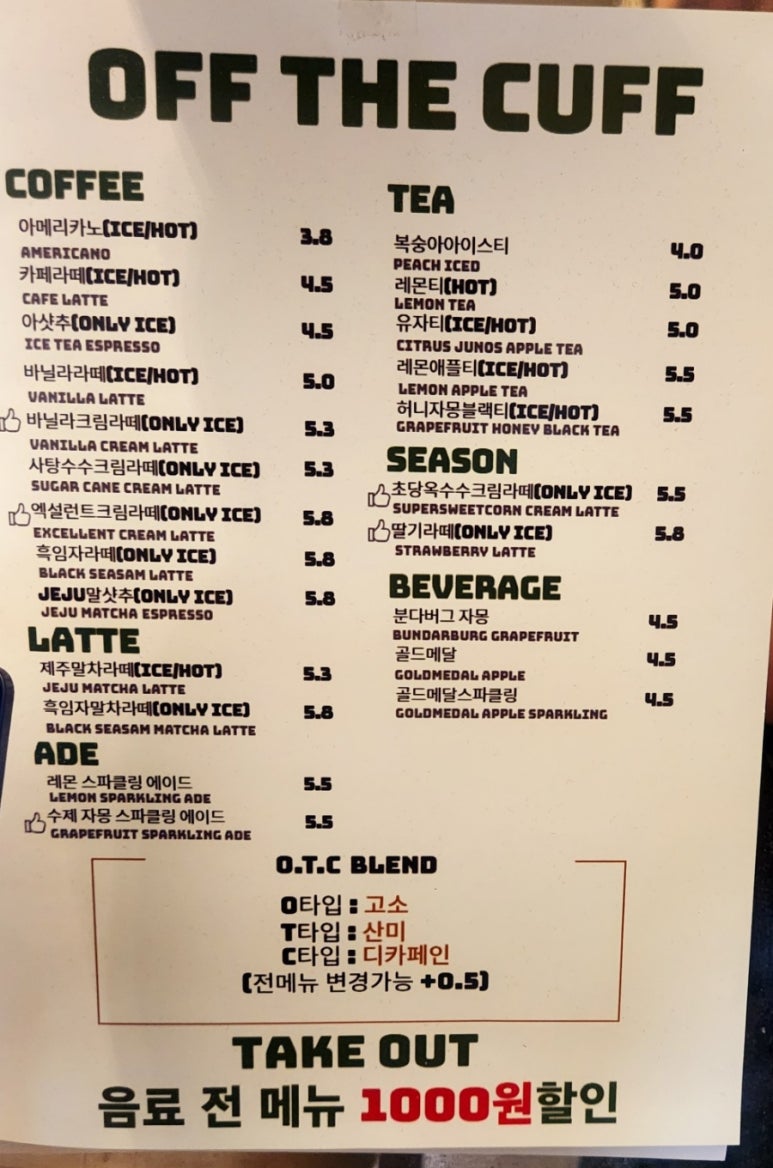 OFF THE CUFF
COFFEE
아메리카노(ICE/HOT) 3.8
AMERICANO
카페라떼(ICE/HOT) 4.5
CAFE LATTE
아샷추(ONLY ICE) 4.5
ICE TEA ESPRESSO
바닐라라떼(ICE/HOT) 5.0
VANILLA LATTE
바닐라크림라떼(ONLY ICE) 5.3
VANILLA CREAM LATTE
사탕수수크림라떼(ONLY ICE) 5.3
SUGAR CANE CREAM LATTE
엑설런트크림라떼(ONLY ICE) 5.8
EXCELLENT CREAM LATTE
흑임자라떼(ONLY ICE) 5.8
BLACK SEASAM LATTE
JEJU말샷추(ONLY ICE) 5.8
JEJU MATCHA ESPRESSO
LATTE
제주말차라떼(ICE/HOT) 5.3
JEJU MATCHA LATTE
흑임자말차라떼(ONLY ICE) 5.8
BLACK SEASAM MATCHA LATTE
ADE
레몬 스파클링 에이드 5.5
LEMON SPARKLING ADE
수제 자몽 스파클링 에이드 5.5
GRAPEFRUIT SPARKLING ADE
TEA
복숭아아이스티 4.0
PEACH ICED
레몬티(HOT) 5.0
LEMON TEA
유자티(ICE/HOT) 5.0
CITRUS JUNOS APPLE TEA
레몬애플티(ICE/HOT) 5.5
LEMON APPLE TEA
허니자몽블랙티(ICE/HOT) 5.5
GRAPEFRUIT HONEY BLACK TEA
SEASON
초당옥수수크림라떼(ONLY ICE) 5.5
SUPERSWEETCORN CREAM LATTE
딸기라떼(ONLY ICE) 5.8
STRAWBERRY LATTE
BEVERAGE
분다버그 자몽 4.5
BUNDARBURG GRAPEFRUIT
골드메달 4.5
GOLDMEDAL APPLE
골드메달스파클링 4.5
GOLDMEDAL APPLE SPARKLING
O.T.C BLEND
O타입 : 고소
T타입 : 산미
C타입 : 디카페인
(전메뉴 변경가능 +0.5)
TAKE OUT
음료 전 메뉴 1000원할인